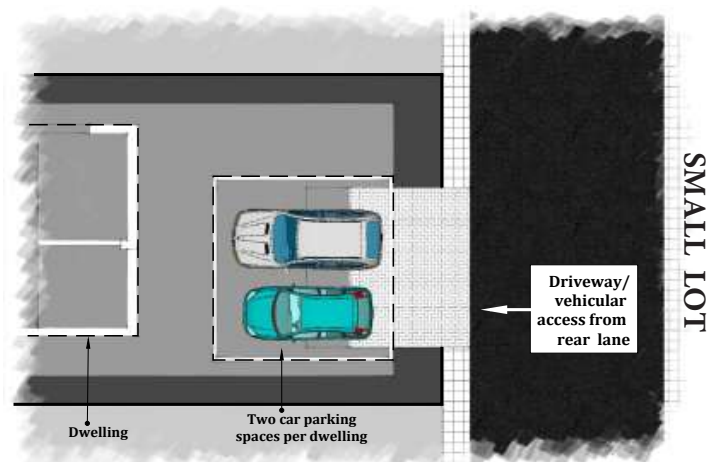 SMALL LOT
Driveway/
vehicular
access from
rear lane
Dwelling
Two car parking
spaces per dwelling